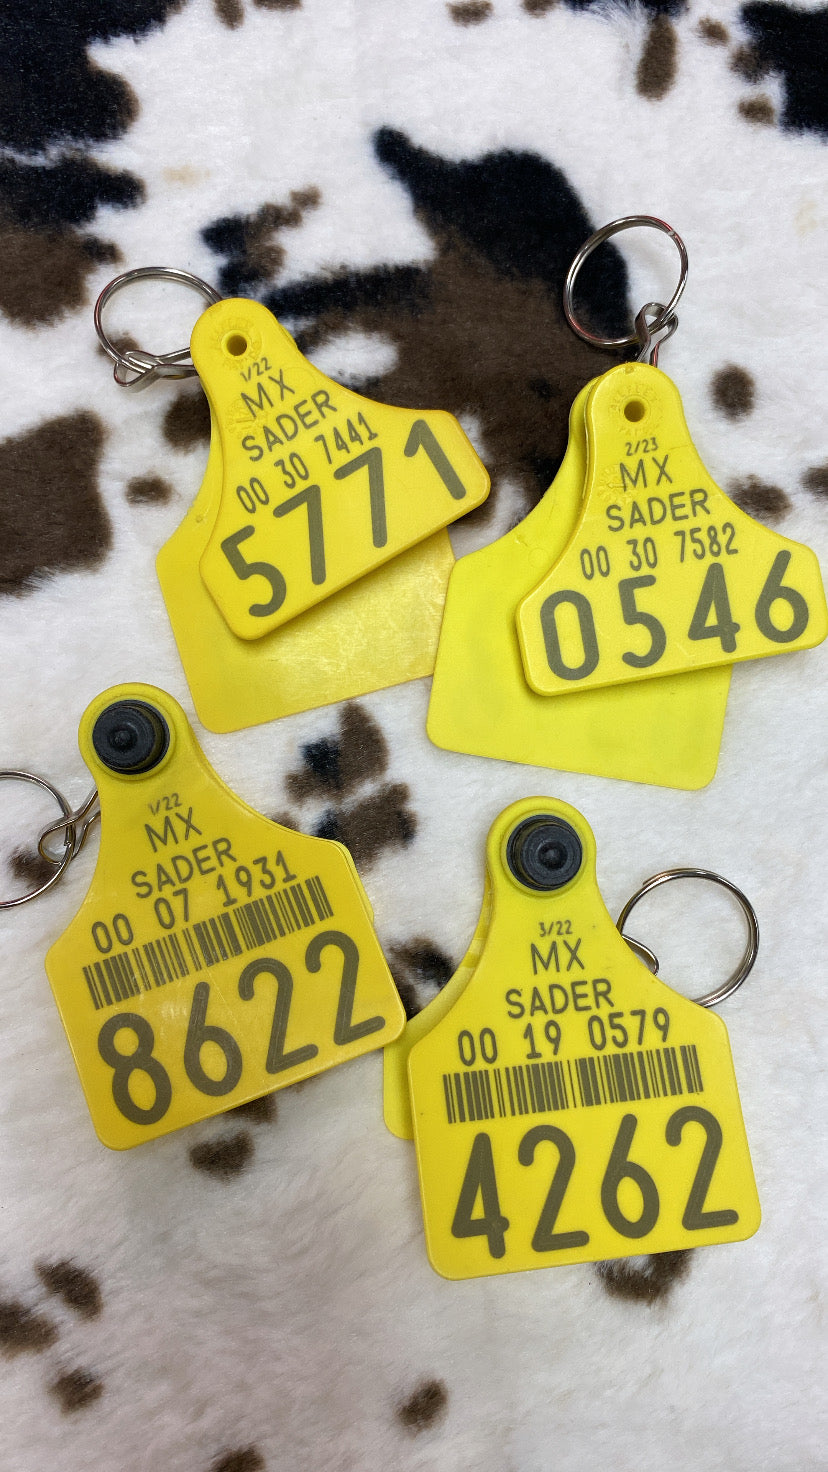 1/22
MX
SADER
00 30 7441
5771
2/23
MX
SADER
00 30 7582
0546
1/22
MX
SADER
00 07 1931
8622
3/22
MX
SADER
00 19 0579
4262